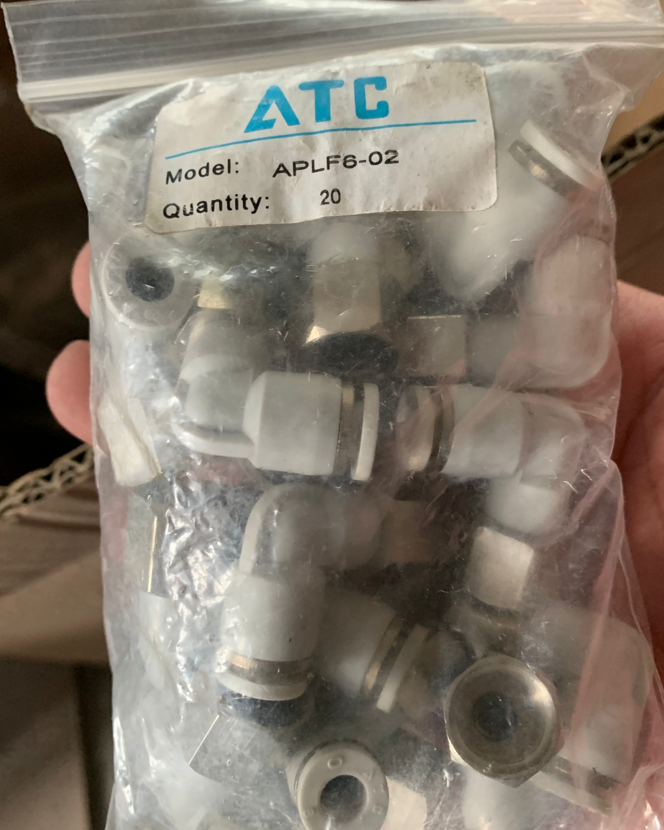 ATC
Model: APLF6-02
Quantity: 20